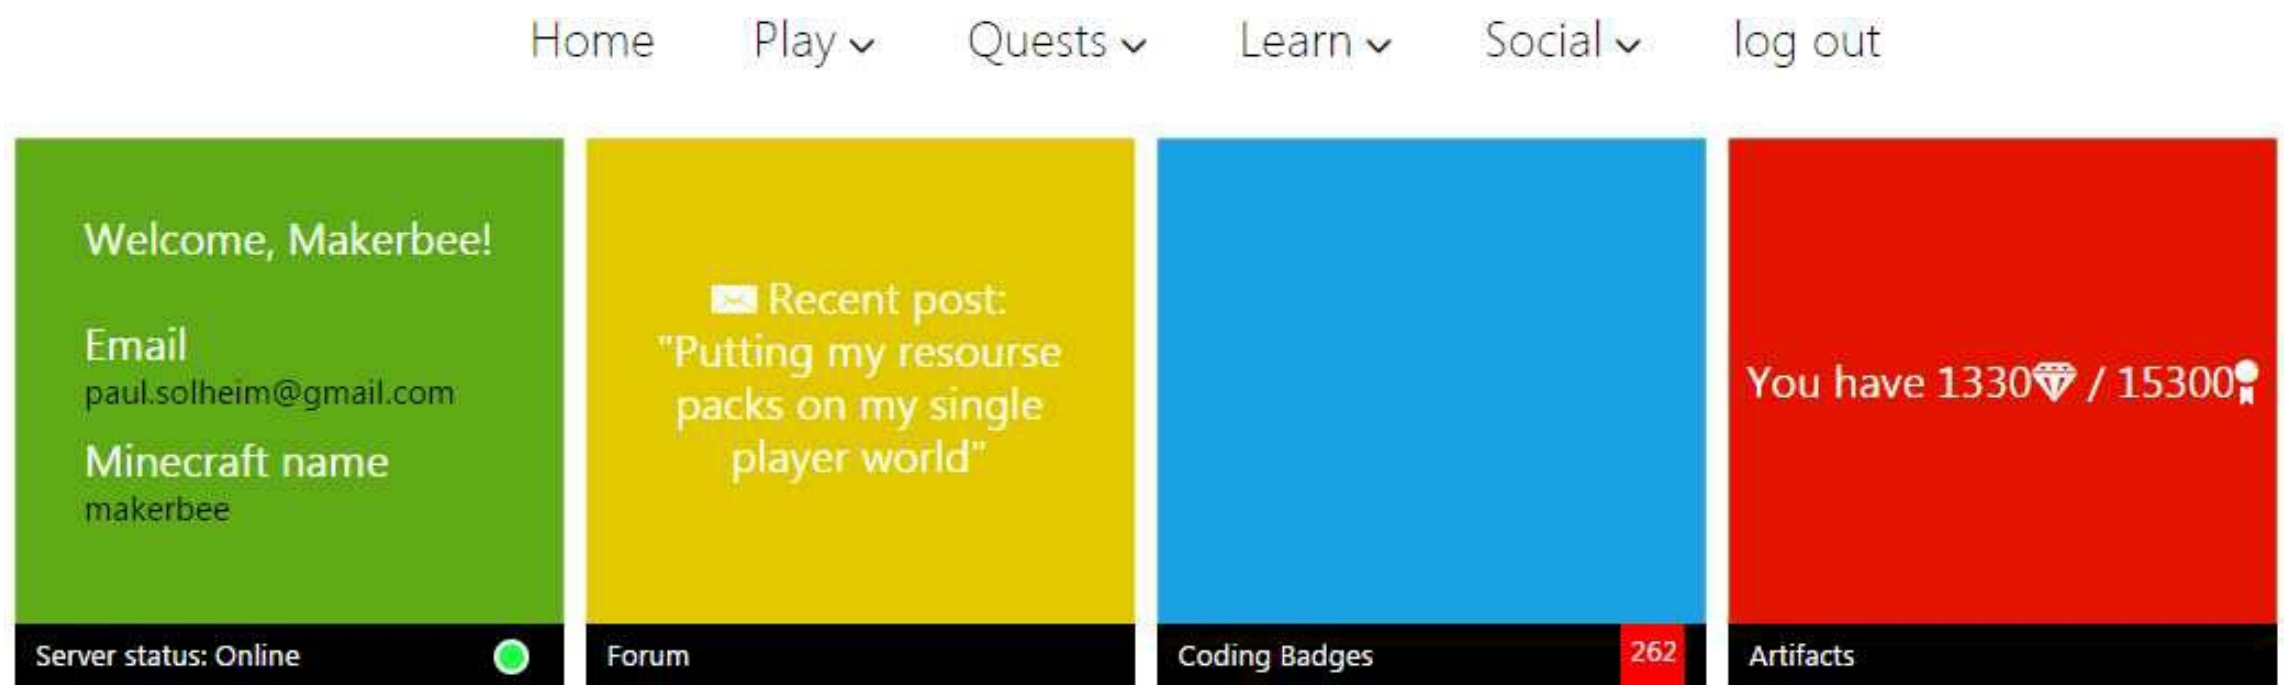 Home Play Quests Learn Social log out
Welcome, Makerbee!
Email
paul.solheim@gmail.com
Minecraft name
makerbee
Server status: Online
Recent post:
"Putting my resourse
packs on my single
player world"
Forum
Coding Badges 262
You have 1330 / 15300
Artifacts